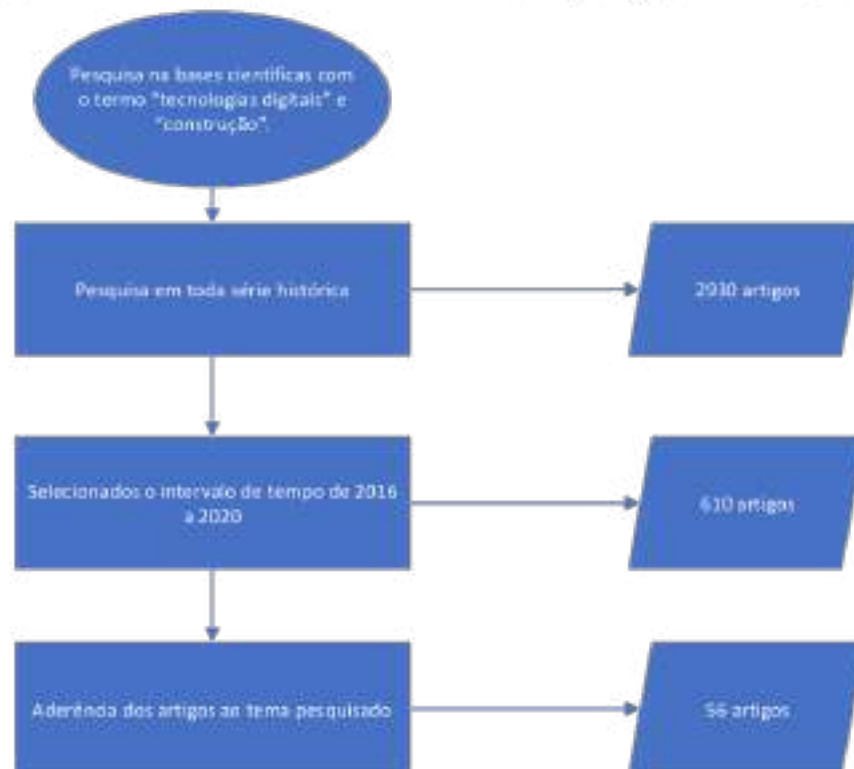 Pesquisa na bases cientificas com
o termo "tecnologias digitais" e
"construção".
Pesquisa em toda série histórica
2930 artigos
Selecionados o intervalo de tempo de 2016
à 2020
610 artigos
Aderência dos artigos ao tema pesquisado
56 artigos